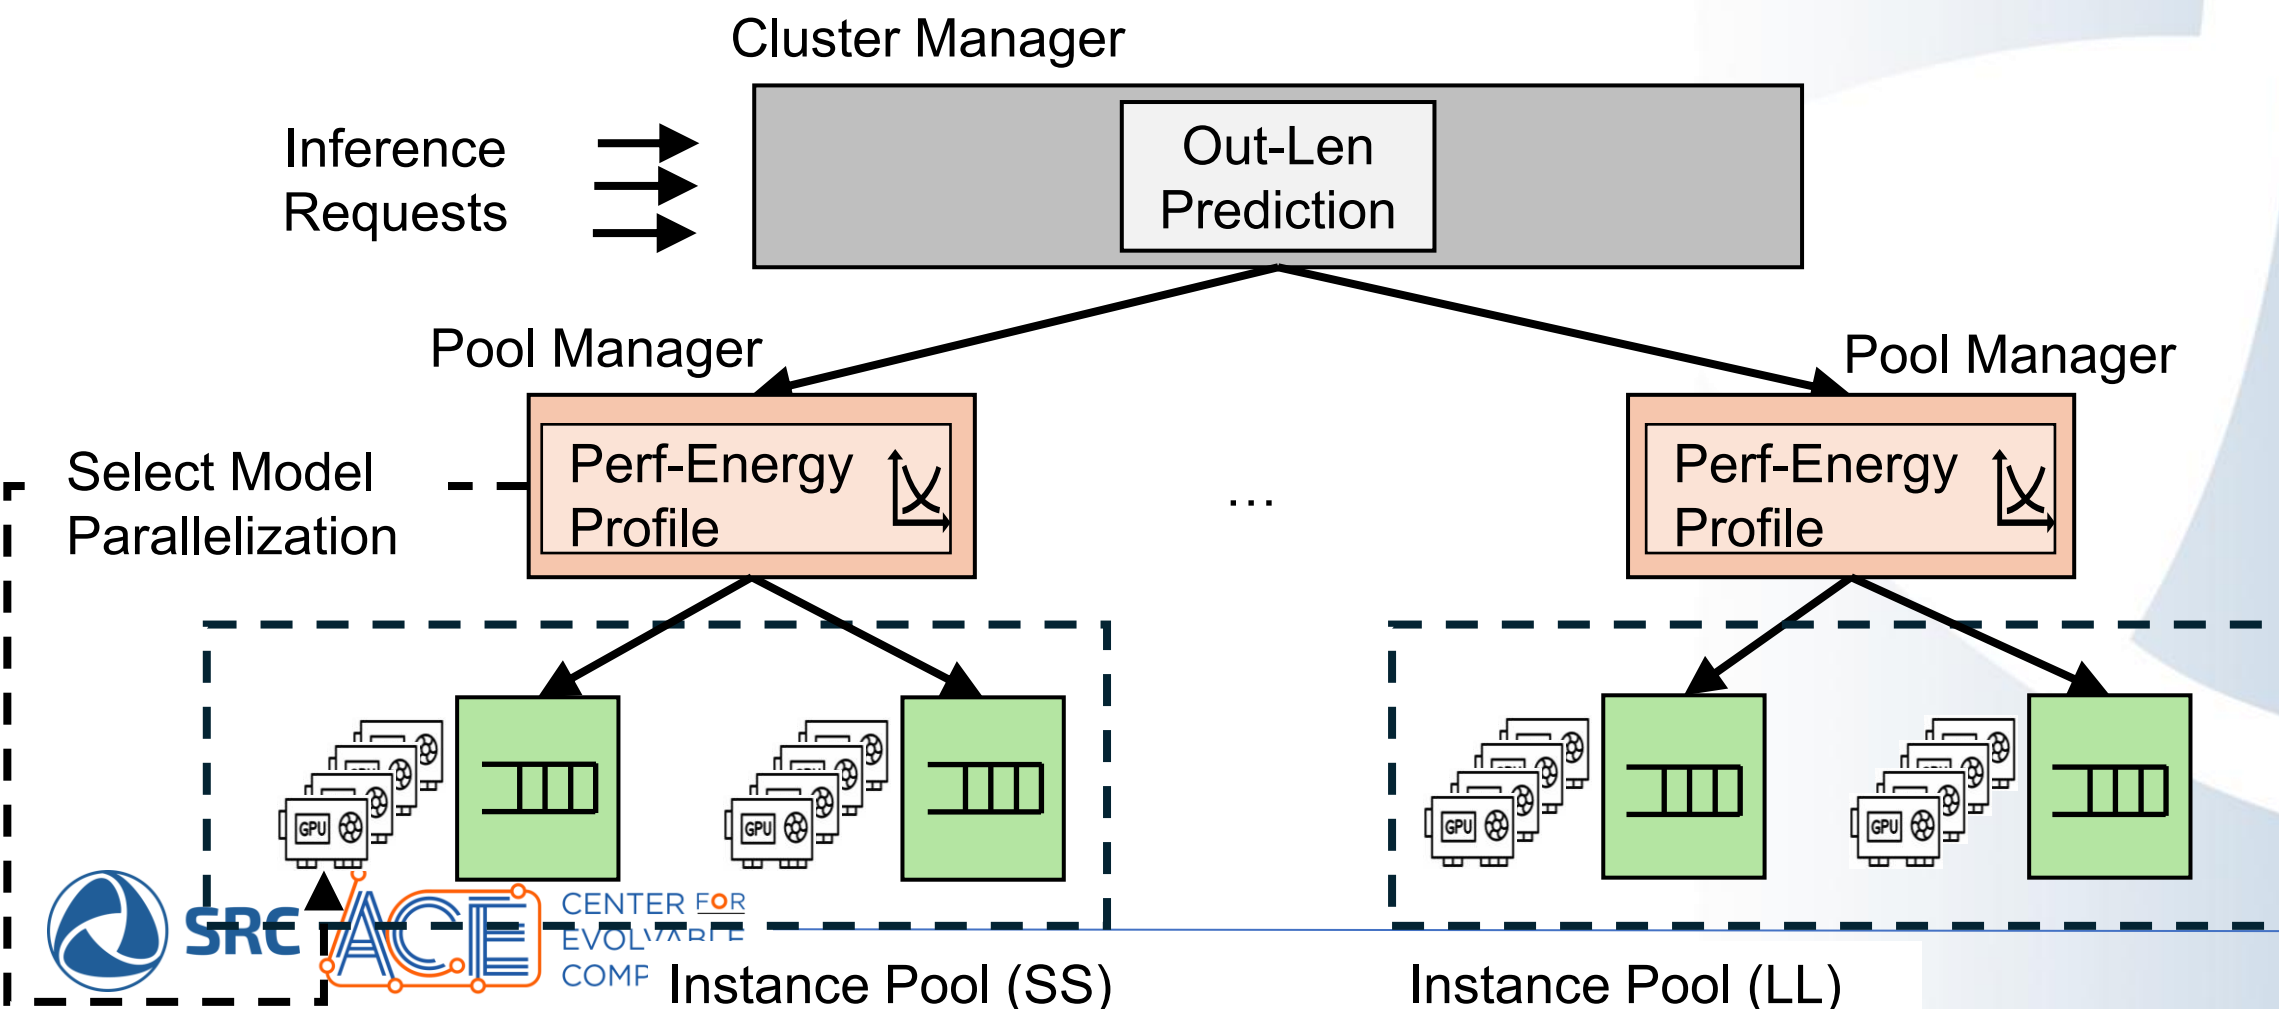 Cluster Manager
Inference
Requests
Out-Len
Prediction
Pool Manager
Pool Manager
Select Model
Parallelization
Perf-Energy
Profile
...
Perf-Energy
Profile
GPU
GPU
GPU
GPU
SRC
ACE
CENTER FOR
EVOLVABLE
COMP
Instance Pool (SS)
Instance Pool (LL)